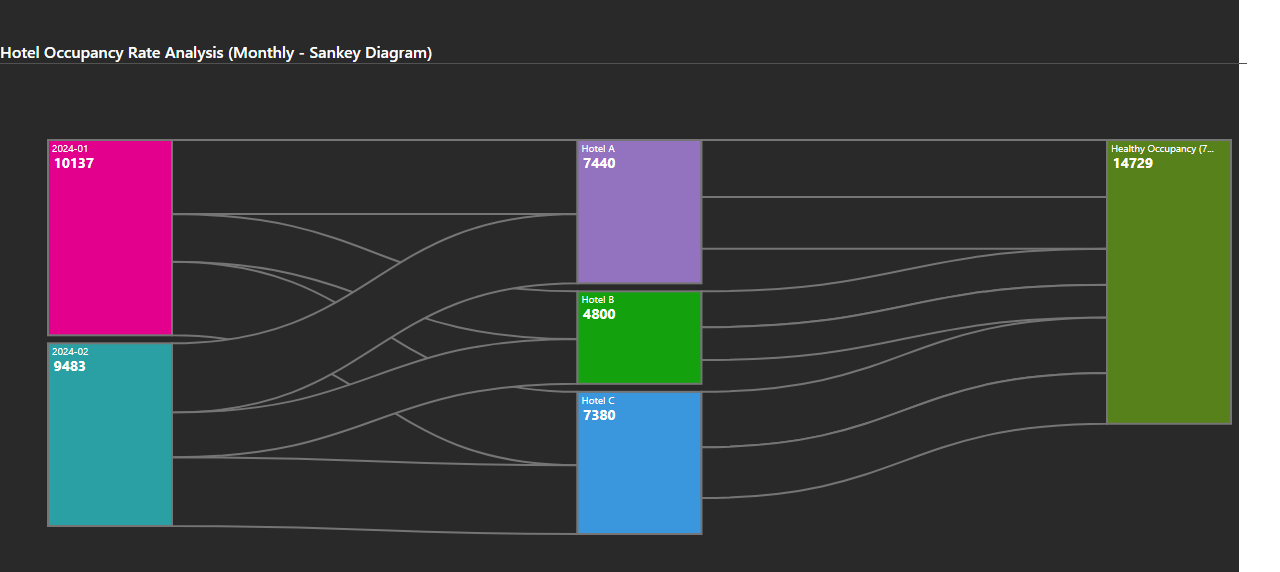 Hotel Occupancy Rate Analysis (Monthly - Sankey Diagram)
2024-01
10137
2024-02
9483
Hotel A
7440
Hotel B
4800
Hotel C
7380
Healthy Occupancy (7...
14729